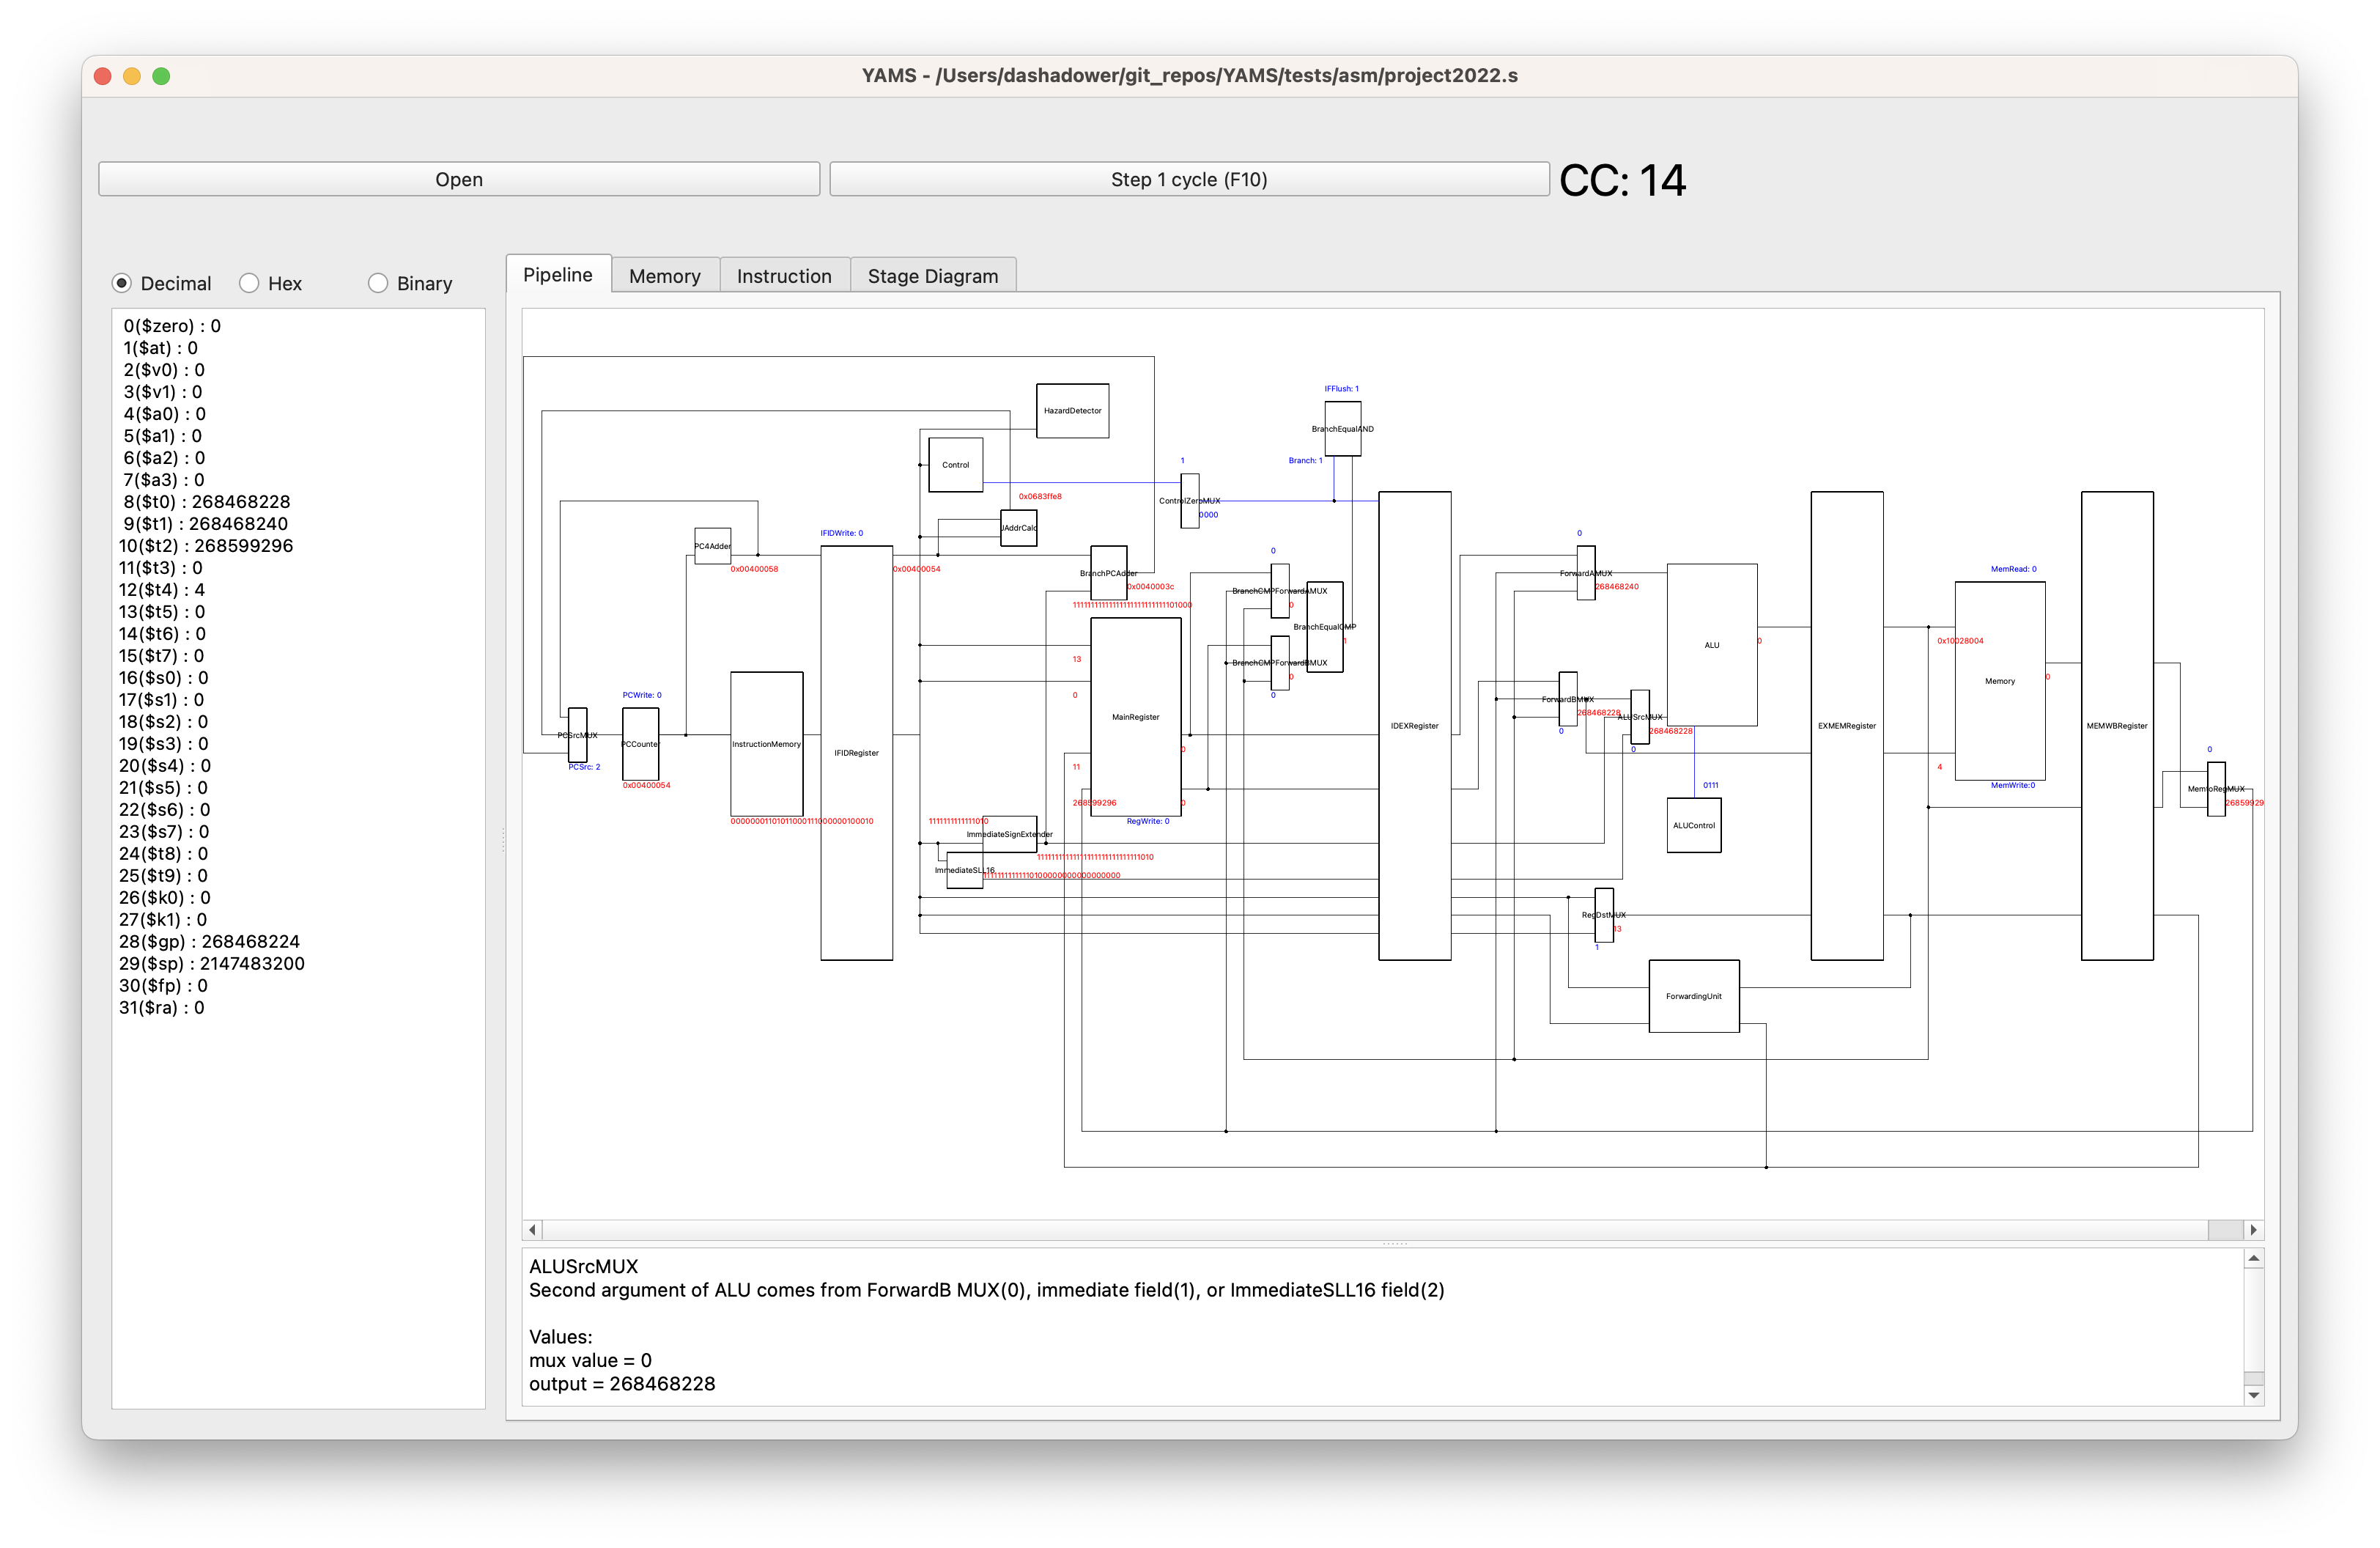 YAMS - /Users/dashadower/git_repos/YAMS/tests/asm/project2022.s
Open
Step 1 cycle (F10)
CC: 14
Decimal
Hex
Binary
0($zero) : 0
1($at) : 0
2($v0) : 0
3($v1) : 0
4($a0) : 0
5($a1) : 0
6($a2) : 0
7($a3) : 0
8($t0) : 268468228
9($t1) : 268468240
10($t2) : 268599296
11($t3) : 0
12($t4) : 4
13($t5) : 0
14($t6) : 0
15($t7) : 0
16($s0) : 0
17($s1) : 0
18($s2) : 0
19($s3) : 0
20($s4) : 0
21($s5) : 0
22($s6) : 0
23($s7) : 0
24($t8) : 0
25($t9) : 0
26($k0) : 0
27($k1) : 0
28($gp) : 268468224
29($sp) : 2147483200
30($fp) : 0
31($ra) : 0
Pipeline
Memory
Instruction
Stage Diagram
IFFlush: 1
HazardDetector
BranchEqualAND
Control
1
Branch: 1
0x0683ffe8
ControlZeroMUX
0000
JAddrCalc
IFIDWrite: 0
PC4Adder
0x00400058
0x00400054
BranchPCAdder
0x0040003c
0
BranchCMPForwardAMUX
0
0
ForwardAMUX
268468240
MemRead: 0
BranchEqualCMP
1
ALU
0
0x10028004
13
BranchCMPForwardBMUX
0
0
Memory
0
PCWrite: 0
0
MainRegister
ForwardBMUX
268468228
0
ALUSrcMUX
268468228
0
IDEXRegister
EXMEMRegister
MEMWBRegister
PCSrcMUX
PCSrc: 2
PCCounter
0x00400054
InstructionMemory
IFIDRegister
0
11
4
0
268599296
0
RegWrite: 0
0111
MemWrite:0
MemtoRegMUX
ALUControl
ImmediateSignExtender
ImmediateSLL16
RegDstMUX
13
1
ForwardingUnit
ALUSrcMUX
Second argument of ALU comes from ForwardB MUX(0), immediate field(1), or ImmediateSLL16 field(2)
Values:
mux value = 0
output = 268468228